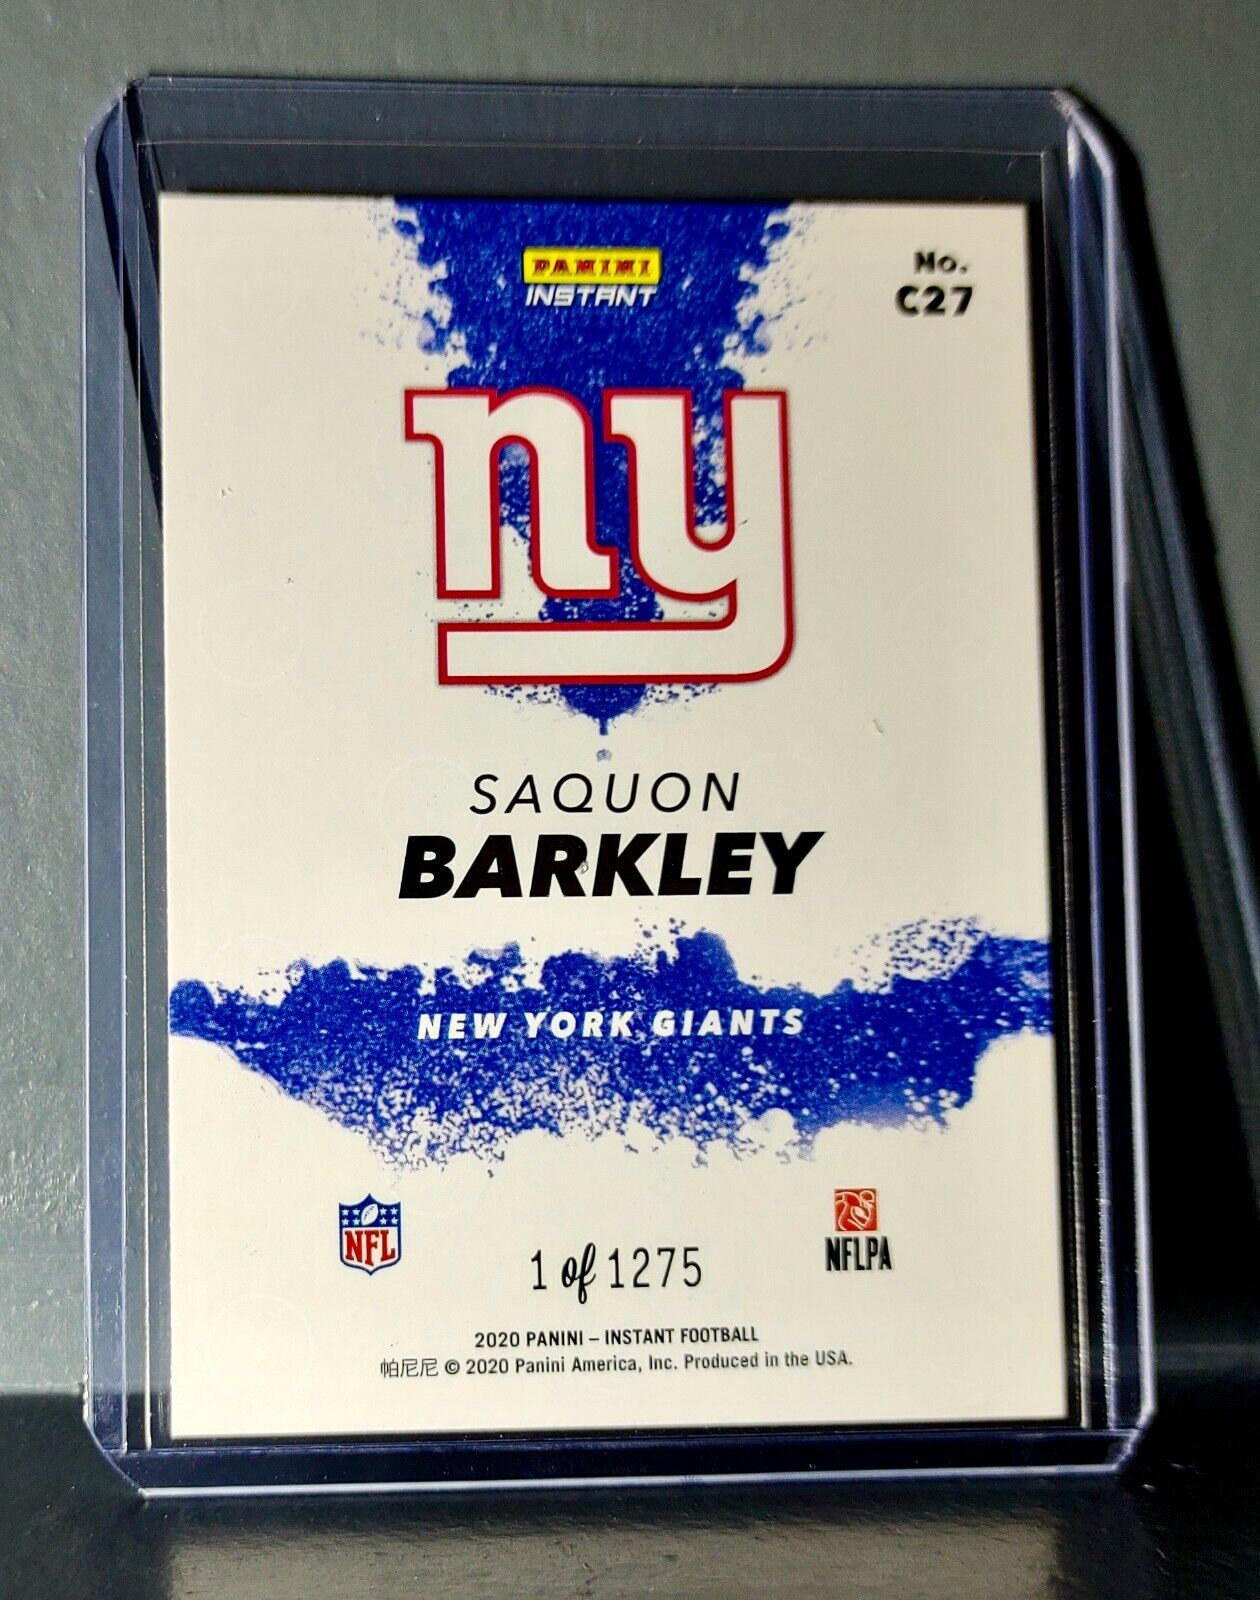 PANINI
INSTANT
No.
C27
ny
SAQUON
BARKLEY
NEW YORK GIANTS
NFL
NFLPA
1 of 1275
2020 PANINI – INSTANT FOOTBALL
帕尼尼 © 2020 Panini America, Inc. Produced in the USA.